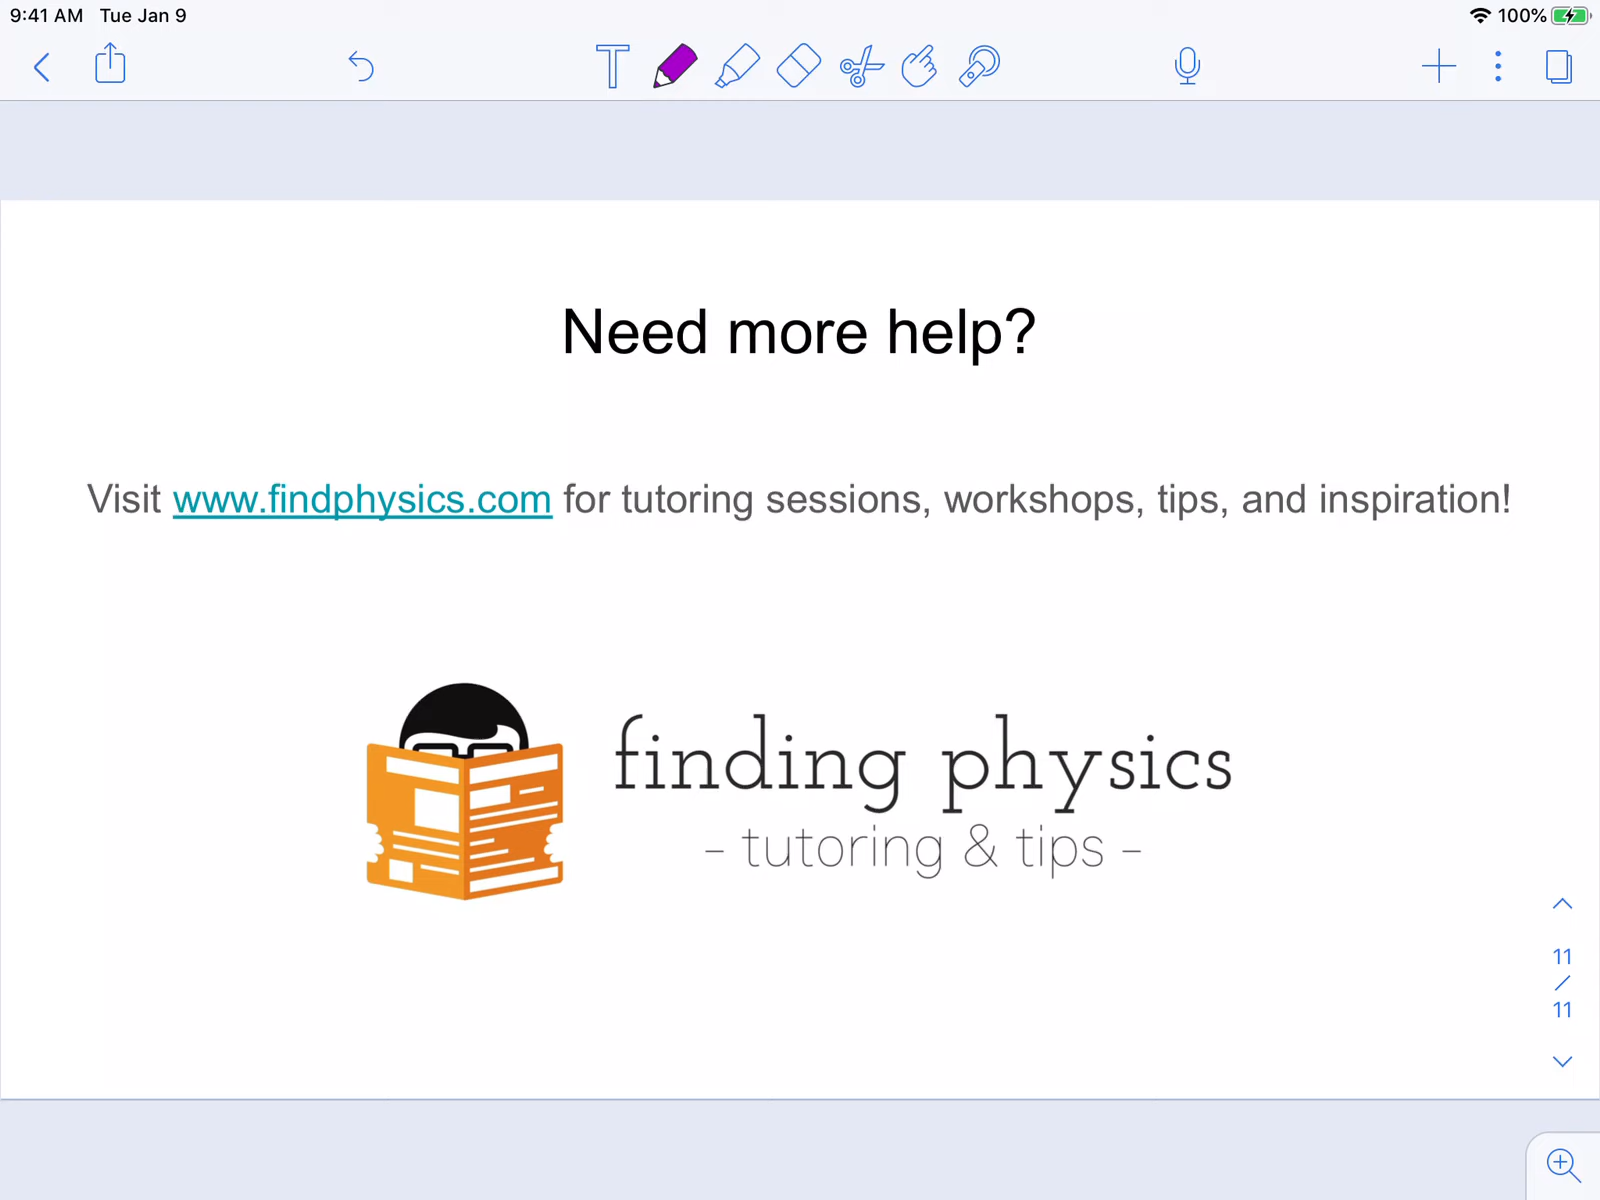 9:41 AM Tue Jan 9
100%
Need more help?
Visit www.findphysics.com for tutoring sessions, workshops, tips, and inspiration!
finding physics
- tutoring & tips -
11
/
11